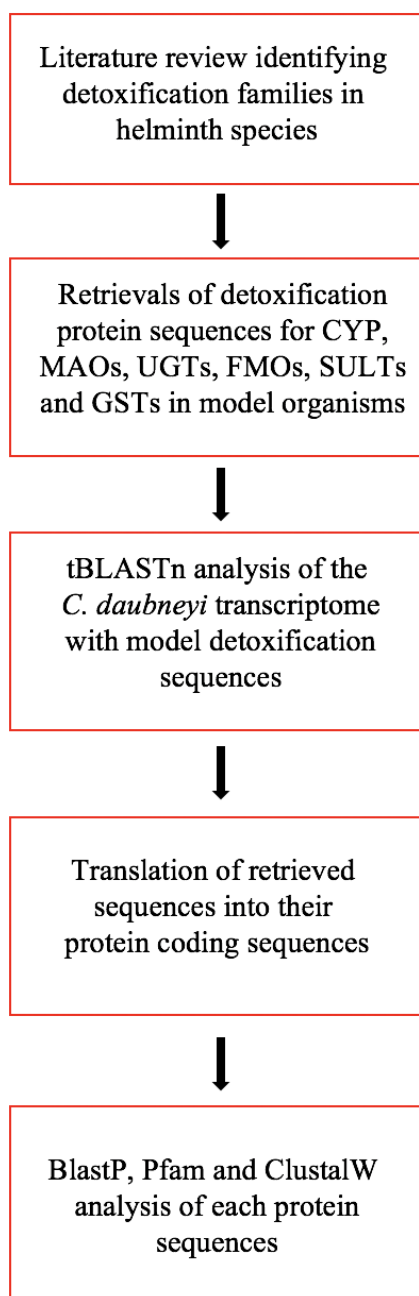 Literature review identifying
detoxification families in
helminth species
Retrievals of detoxification
protein sequences for CYP,
MAOs, UGTs, FMOs, SULTs
and GSTs in model organisms
tBLASTn analysis of the
C. daubneyi transcriptome
with model detoxification
sequences
Translation of retrieved
sequences into their
protein coding sequences
BlastP, Pfam and ClustalW
analysis of each protein
sequences